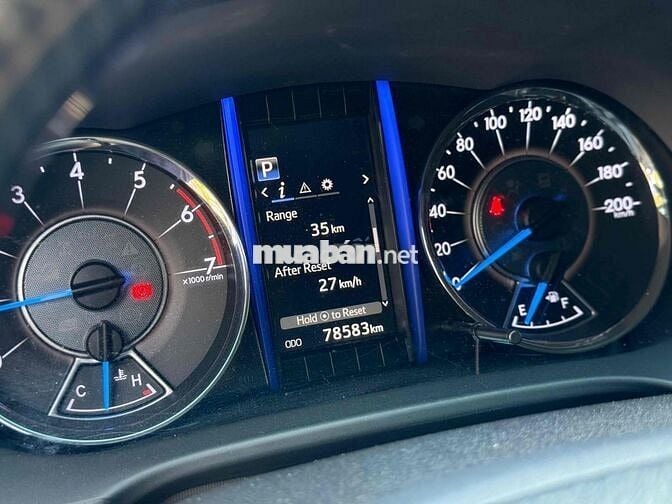 3 4 5 6 7
x1000 r/min
C H
P
Range
35 km
muaban.net
After Reset
27 km/h
Hold to Reset
ODO 78583 km
0 20 40 60 80 100 120 140 160 180 200
km/h
E F